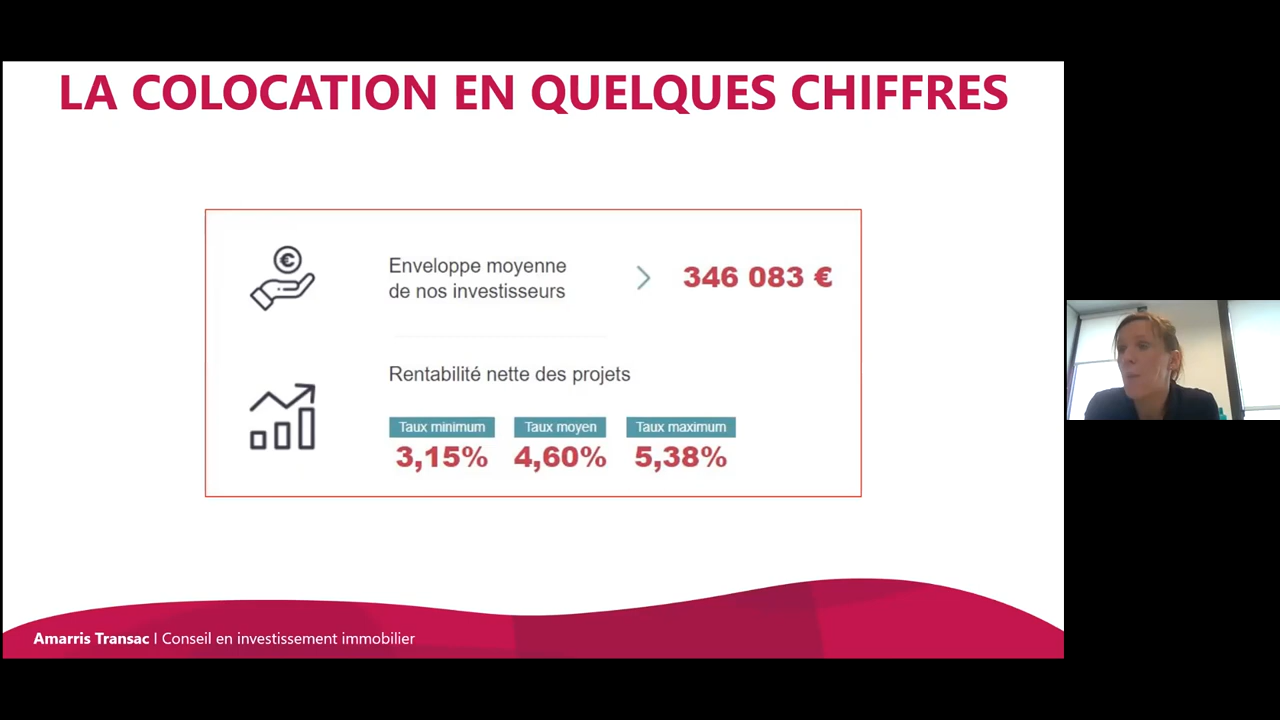 LA COLOCATION EN QUELQUES CHIFFRES
Enveloppe moyenne
de nos investisseurs
346 083 €
Rentabilité nette des projets
Taux minimum
3,15%
Taux moyen
4,60%
Taux maximum
5,38%
Amarris Transac | Conseil en investissement immobilier